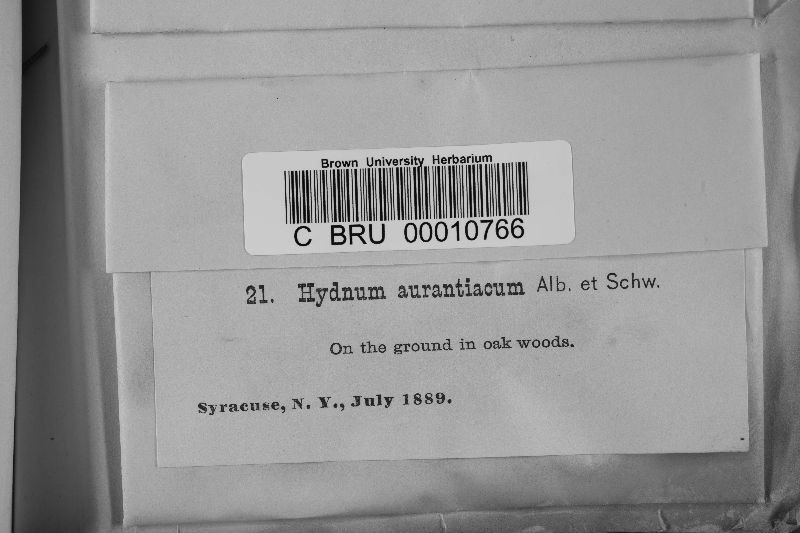 Brown University Herbarium
C BRU 00010766
21. Hydnum aurantiacum Alb. et Schw.
On the ground in oak woods.
Syracuse, N. Y., July 1889.